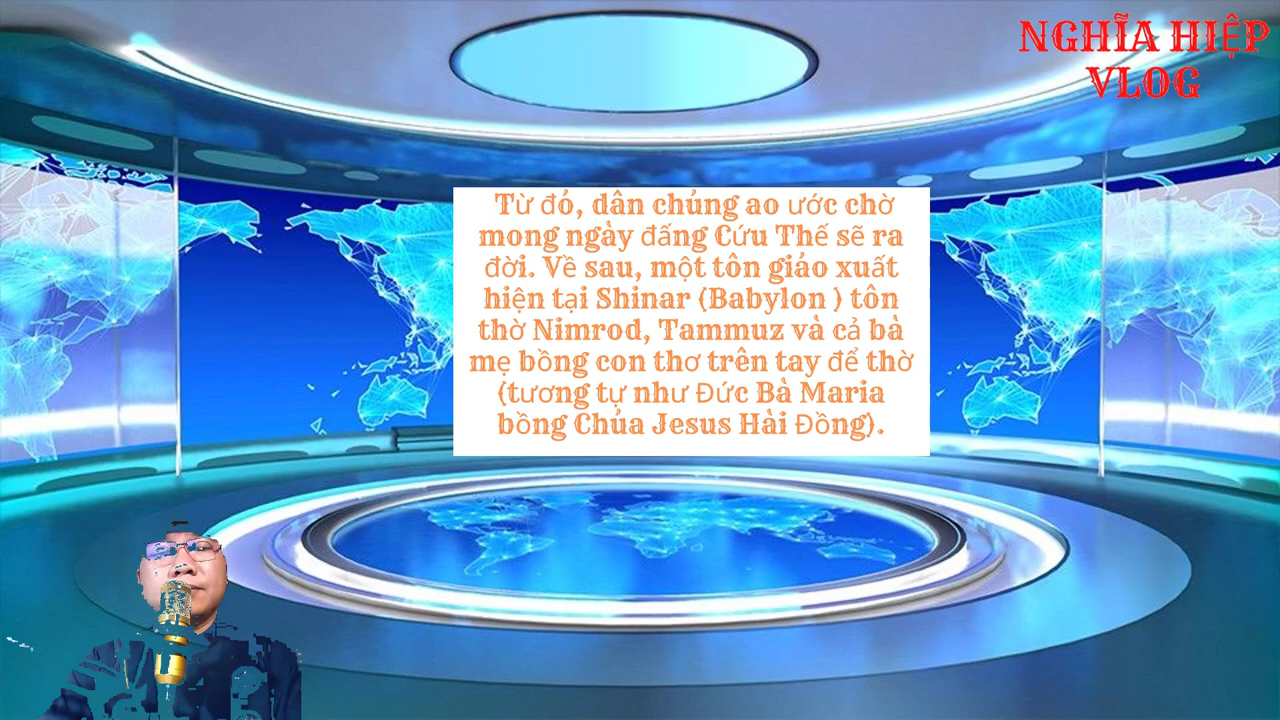 NGHĨA HIỆP
VLOG
Từ đó, dân chúng ao ước chờ
mong ngày đấng Cứu Thế sẽ ra
đời. Về sau, một tôn giáo xuất
hiện tại Shinar (Babylon ) tôn
thờ Nimrod, Tammuz và cả bà
mẹ bồng con thơ trên tay để thờ
(tương tự như Đức Bà Maria
bồng Chúa Jesus Hài Đồng).